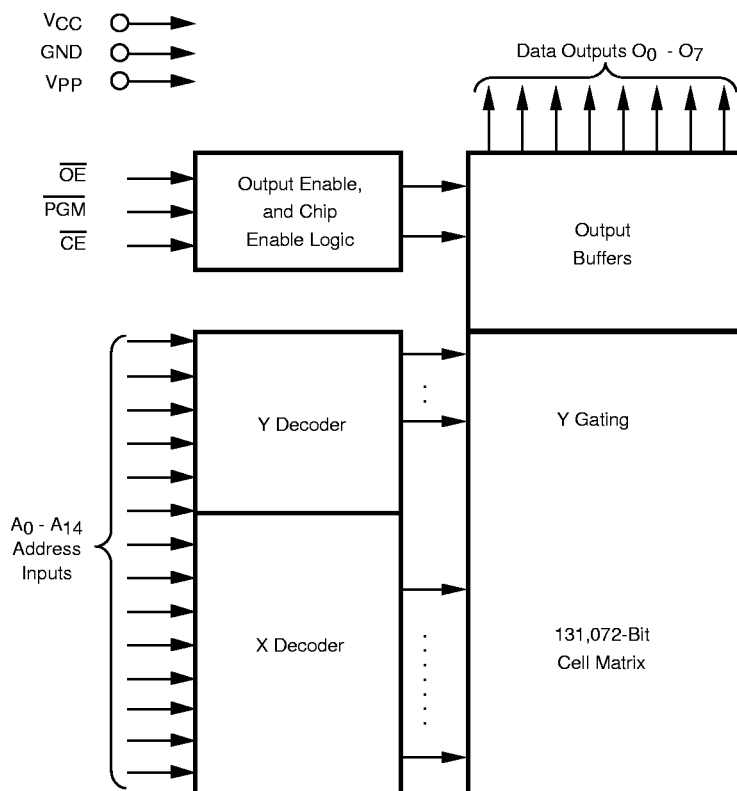 VCC
GND
VPP
Data Outputs O0 - O7
OE
PGM
CE
Output Enable,
and Chip
Enable Logic
Output
Buffers
Y Decoder
Y Gating
A0 - A14
Address
Inputs
X Decoder
131,072-Bit
Cell Matrix